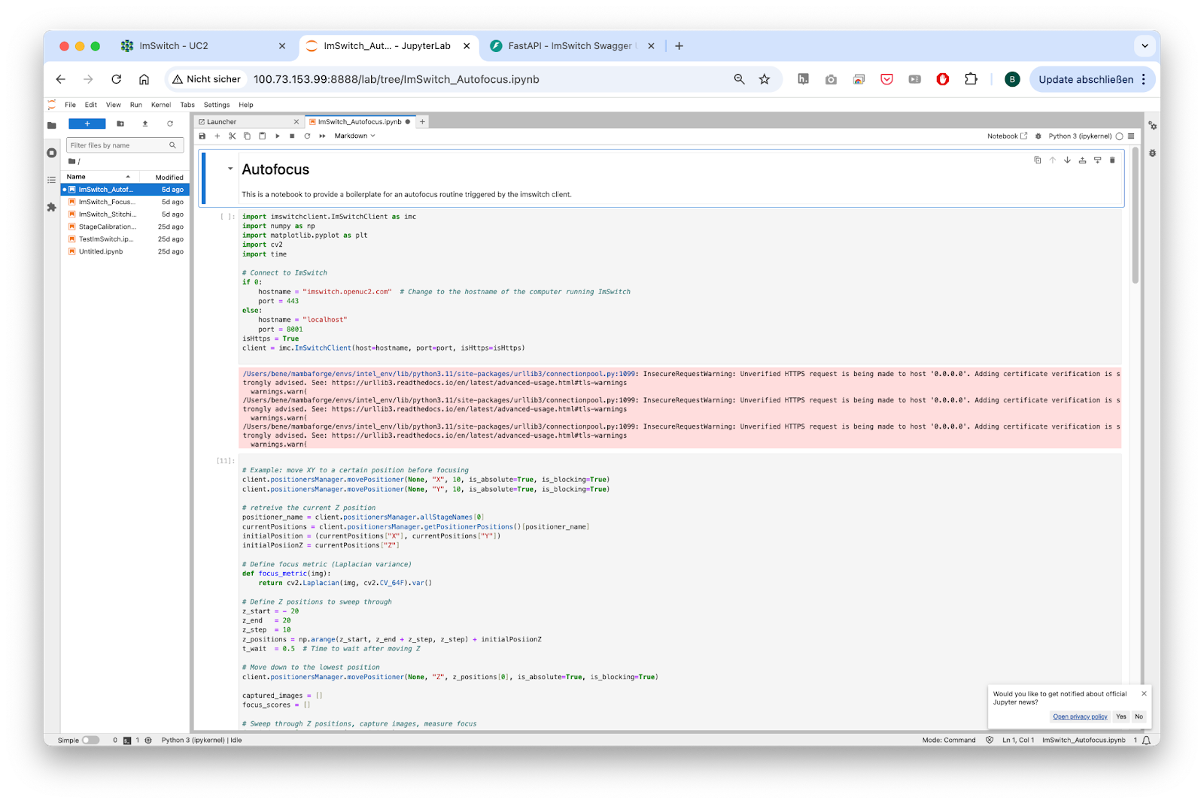 ImSwitch - UC2
ImSwitch_Aut... - JupyterLab
FastAPI - ImSwitch Swagger
Nicht sicher
100.73.153.99:8888/lab/tree/ImSwitch_Autofocus.ipynb
B
Update abschließen
File Edit View Run Kernel Tabs Settings Help
Filter files by name
/
Name Modified
ImSwitch_Autof... 5d ago
ImSwitch_Focus... 5d ago
ImSwitch_Stitchi... 5d ago
StageCalibration... 25d ago
TestImSwitch.ip... 25d ago
Untitled.ipynb 25d ago
Launcher
ImSwitch_Autofocus.ipynb
Markdown
Notebook
Python 3 (ipykernel)
Autofocus
This is a notebook to provide a boilerplate for an autofocus routine triggered by the imswitch client.
[ ]:
import imswitchclient.ImSwitchClient as imc
import numpy as np
import matplotlib.pyplot as plt
import cv2
import time
# Connect to ImSwitch
if 0:
hostname = "imswitch.openuc2.com" # Change to the hostname of the computer running ImSwitch
port = 443
else:
hostname = "localhost"
port = 8001
isHttps = True
client = imc.ImSwitchClient(host=hostname, port=port, isHttps=isHttps)
/Users/bene/mambaforge/envs/intel_env/lib/python3.11/site-packages/urllib3/connectionpool.py:1099: InsecureRequestWarning: Unverified HTTPS request is being made to host '0.0.0.0'. Adding certificate verification is s
trongly advised. See: https://urllib3.readthedocs.io/en/latest/advanced-usage.html#tls-warnings
warnings.warn(
/Users/bene/mambaforge/envs/intel_env/lib/python3.11/site-packages/urllib3/connectionpool.py:1099: InsecureRequestWarning: Unverified HTTPS request is being made to host '0.0.0.0'. Adding certificate verification is s
trongly advised. See: https://urllib3.readthedocs.io/en/latest/advanced-usage.html#tls-warnings
warnings.warn(
/Users/bene/mambaforge/envs/intel_env/lib/python3.11/site-packages/urllib3/connectionpool.py:1099: InsecureRequestWarning: Unverified HTTPS request is being made to host '0.0.0.0'. Adding certificate verification is s
trongly advised. See: https://urllib3.readthedocs.io/en/latest/advanced-usage.html#tls-warnings
warnings.warn(
[11]:
# Example: move XY to a certain position before focusing
client.positionersManager.movePositioner(None, "X", 10, is_absolute=True, is_blocking=True)
client.positionersManager.movePositioner(None, "Y", 10, is_absolute=True, is_blocking=True)
# retreive the current Z position
positioner_name = client.positionersManager.allStageNames[0]
currentPositions = client.positionersManager.getPositionerPositions()[positioner_name]
initialPosition = (currentPositions["X"], currentPositions["Y"])
initialPosiionZ = currentPositions["Z"]
# Define focus metric (Laplacian variance)
def focus_metric(img):
return cv2.Laplacian(img, cv2.CV_64F).var()
# Define Z positions to sweep through
z_start = - 20
z_end = 20
z_step = 10
z_positions = np.arange(z_start, z_end + z_step, z_step) + initialPosiionZ
t_wait = 0.5 # Time to wait after moving Z
# Move down to the lowest position
client.positionersManager.movePositioner(None, "Z", z_positions[0], is_absolute=True, is_blocking=True)
captured_images = []
focus_scores = []
# Sweep through Z positions, capture images, measure focus
Would you like to get notified about official
Jupyter news?
Open privacy policy Yes No
Simple 0 1 Python 3 (ipykernel) | Idle
Mode: Command Ln 1, Col 1 ImSwitch_Autofocus.ipynb 1